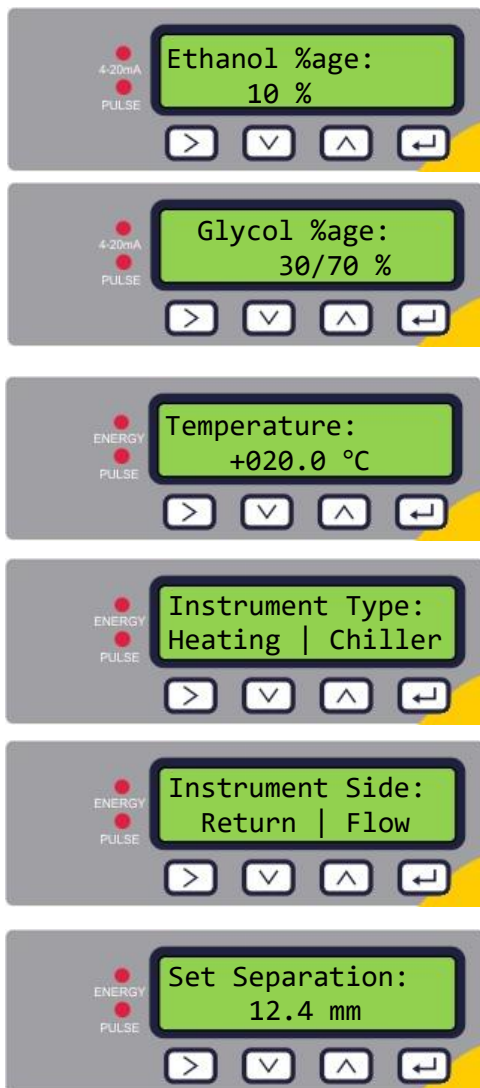 Ethanol %age:
10 %
4-20mA
PULSE
Glycol %age:
30/70 %
4-20mA
PULSE
Temperature:
+020.0 °C
ENERGY
PULSE
Instrument Type:
Heating | Chiller
ENERGY
PULSE
Instrument Side:
Return | Flow
ENERGY
PULSE
Set Separation:
12.4 mm
ENERGY
PULSE